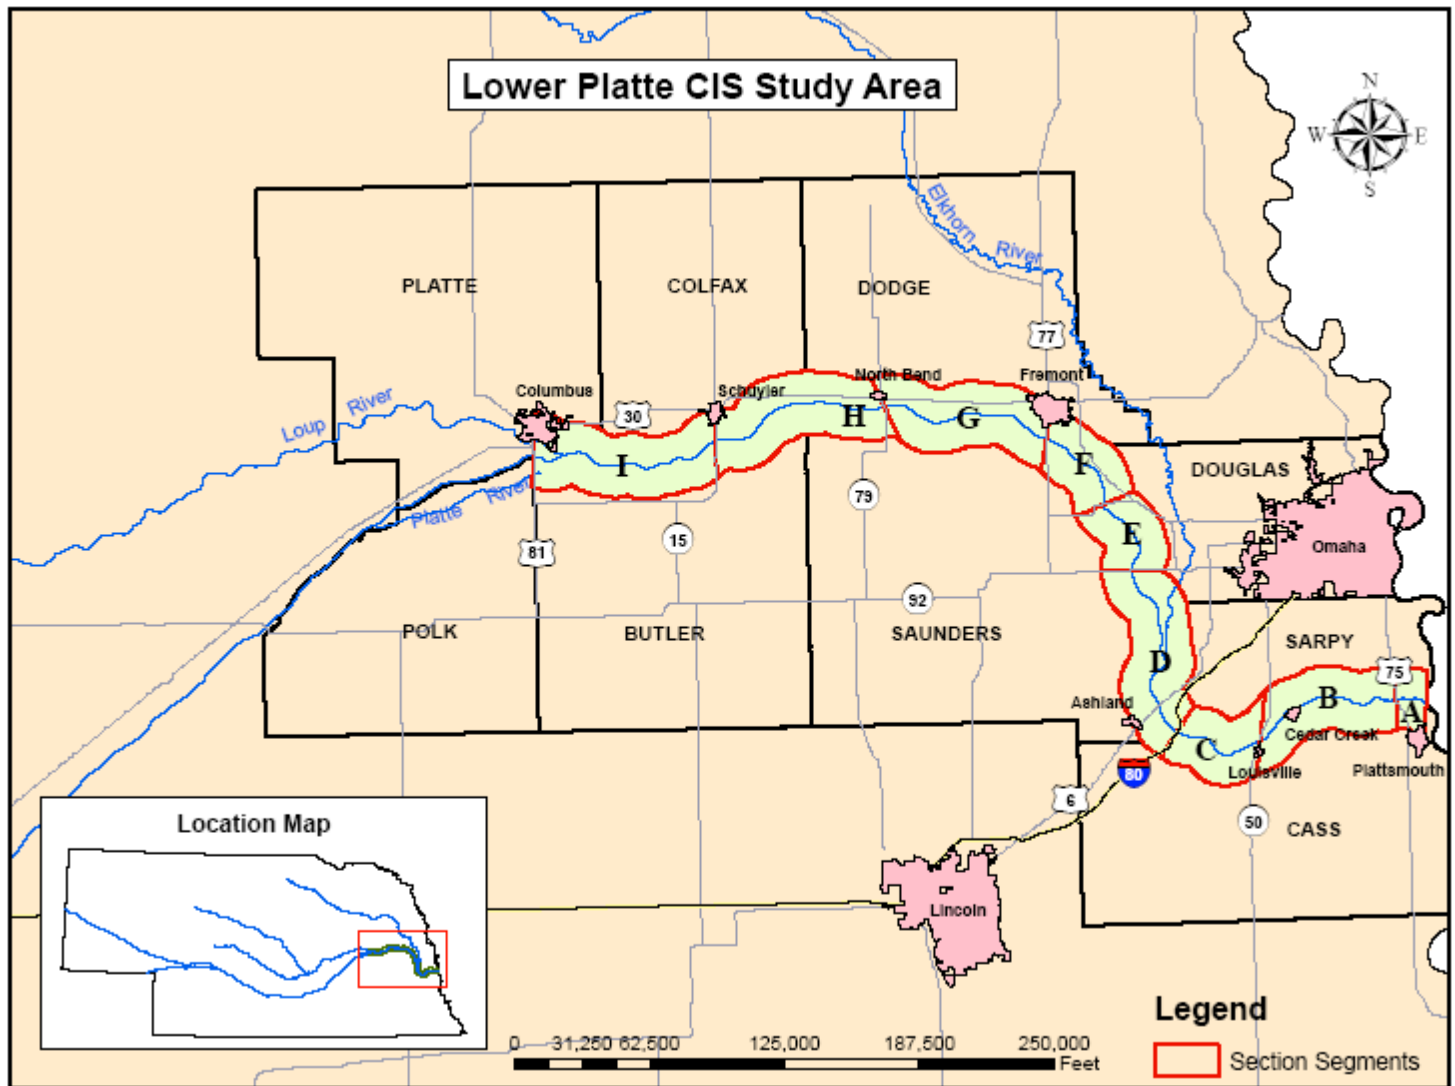 Lower Platte CIS Study Area
N
W E
S
Elkhorn River
PLATTE
COLFAX
DODGE
77
Columbus
Schuyler
North Bend
Fremont
30
Loup River
H
G
I
F
DOUGLAS
79
Platte River
15
81
E
Omaha
92
POLK
BUTLER
SAUNDERS
SARPY
D
75
B
A
Ashland
C
Cedar Creek
Louisville
Plattsmouth
80
6
50
CASS
Location Map
Lincoln
Legend
0 31,250 62,500 125,000 187,500 250,000
Feet
Section Segments